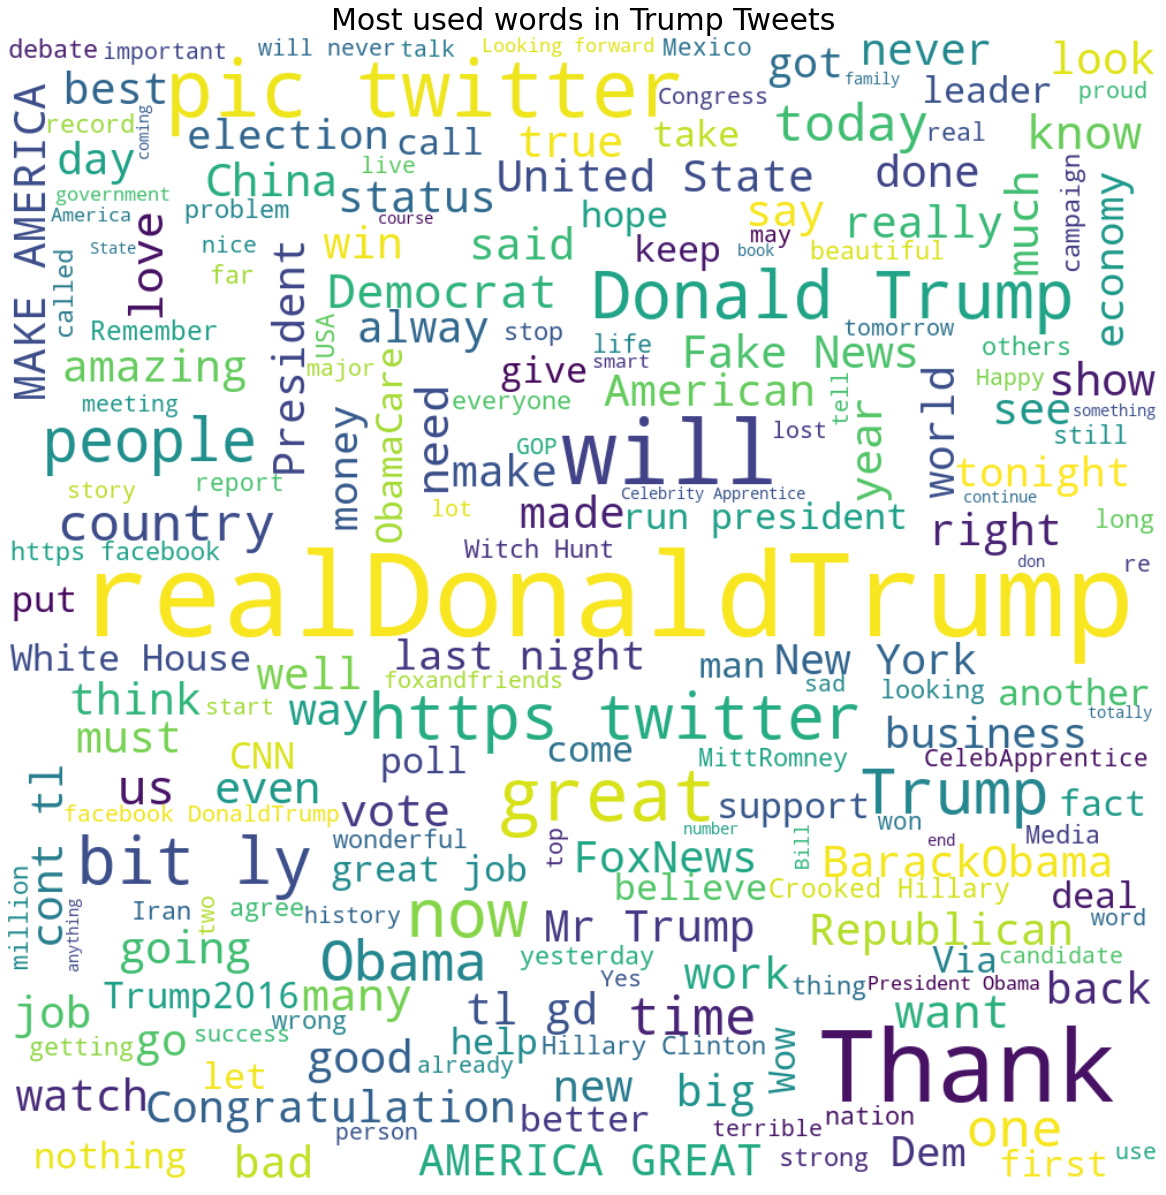 Most used words in Trump Tweets
debate important will never talk Looking forward Mexico got never look
best pic twitter Congress family leader proud
MAKE AMERICA record coming election call true take today real know
day China live status United State done
government America problem course love nice State called far
win said hope keep say may book beautiful really much campaign economy
President Democrat Donald Trump
Remember USA alway stop life smart tomorrow others
amazing major give Fake News Happy show
meeting ObamaCare need everyone American tell year world see something
people money GOP make will lost still
story report lot Celebrity Apprentice tonight continue
country made run president right long
https facebook Witch Hunt don re
put realDonaldTrump
White House last night man New York
well foxandfriends sad looking another
think start way https twitter totally
must CNN poll come MittRomney business CelebApprentice
cont tl us even great support Trump fact
facebook DonaldTrump vote number won Media
wonderful top Bill end
bit ly great job FoxNews BarackObama
believe Crooked Hillary deal
million anything Iran two agree history now word
going Mr Trump Republican
Obama yesterday Via candidate
Yes work thing President Obama back
job Trump2016 many tl gd time want
wrong getting go success help Hillary Clinton Wow Thank
good already
let new big
watch Congratulation better nation
person terrible one
nothing bad AMERICA GREAT strong Dem first use